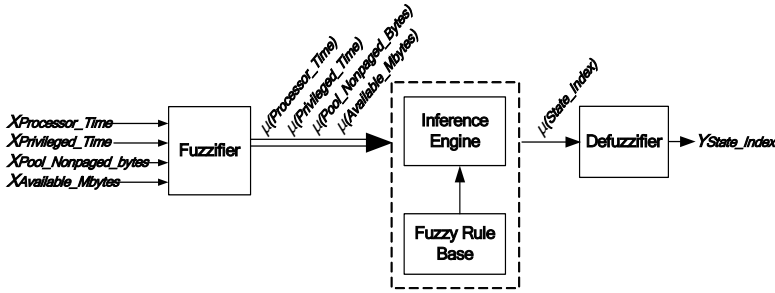 μ(Processor_Time)
μ(Privileged_Time)
μ(Pool_Nonpaged_Bytes)
μ(Available_Mbytes)
XProcessor_Time
XPrivileged_Time
XPool_Nonpaged_bytes
XAvailable_Mbytes
Fuzzifier
Inference
Engine
Fuzzy Rule
Base
μ(State_Index)
Defuzzifier
YState_Index